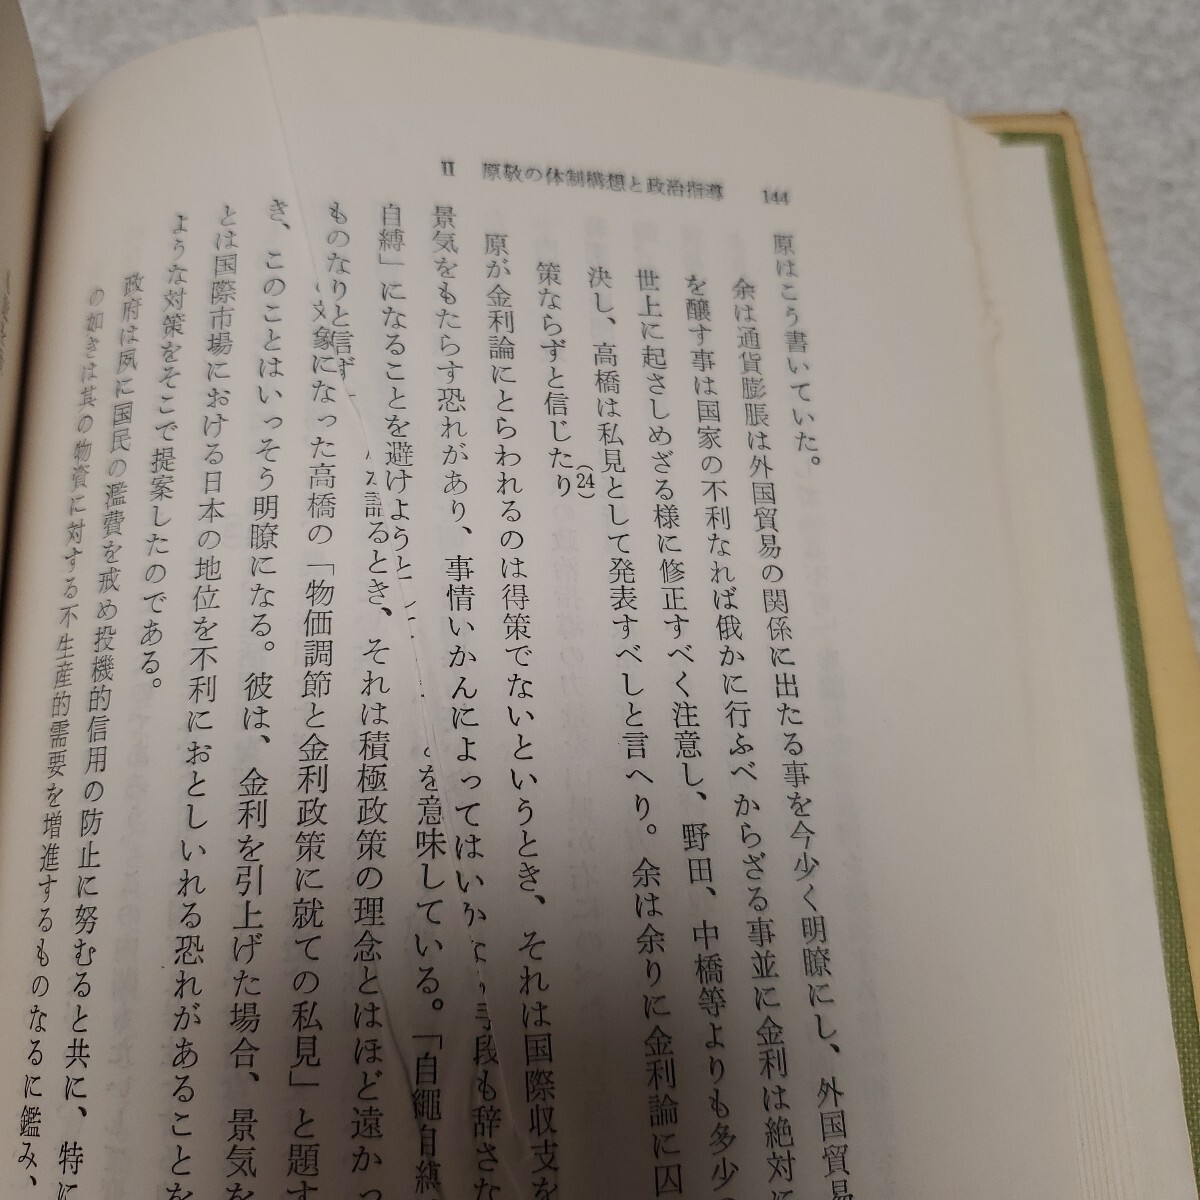 144
II 原敬の体制構想と政治指導
原はこう書いていた。
余は通貨膨脹は外国貿易の関係に出たる事を今少く明瞭にし、外国貿易
を醸す事は国家の不利なれば俄かに行ふべからざる事並に金利は絶対に
世上に起さしめざる様に修正すべく注意し、野田、中橋等よりも多少
決し、高橋は私見として発表すべしと言へり。余は余りに金利論に囚
策ならずと信じたり(24)
原が金利論にとらわれるのは得策でないというとき、それは国際収支を
景気をもたらす恐れがあり、事情いかんによってはいかな手段も辞さな
自縛」になることを避けようと を意味している。「自縄自縛
ものなりと信ず 語るとき、それは積極政策の理念とはほど遠かっ
対象になった高橋の「物価調節と金利政策に就ての私見」と題す
き、このことはいっそう明瞭になる。彼は、金利を引上げた場合、景気を
とは国際市場における日本の地位を不利におとしいれる恐れがあることを
ような対策をそこで提案したのである。
政府は夙に国民の濫費を戒め投機的信用の防止に努むると共に、特に
の如きは其の物資に対する不生産的需要を増進するものなるに鑑み、